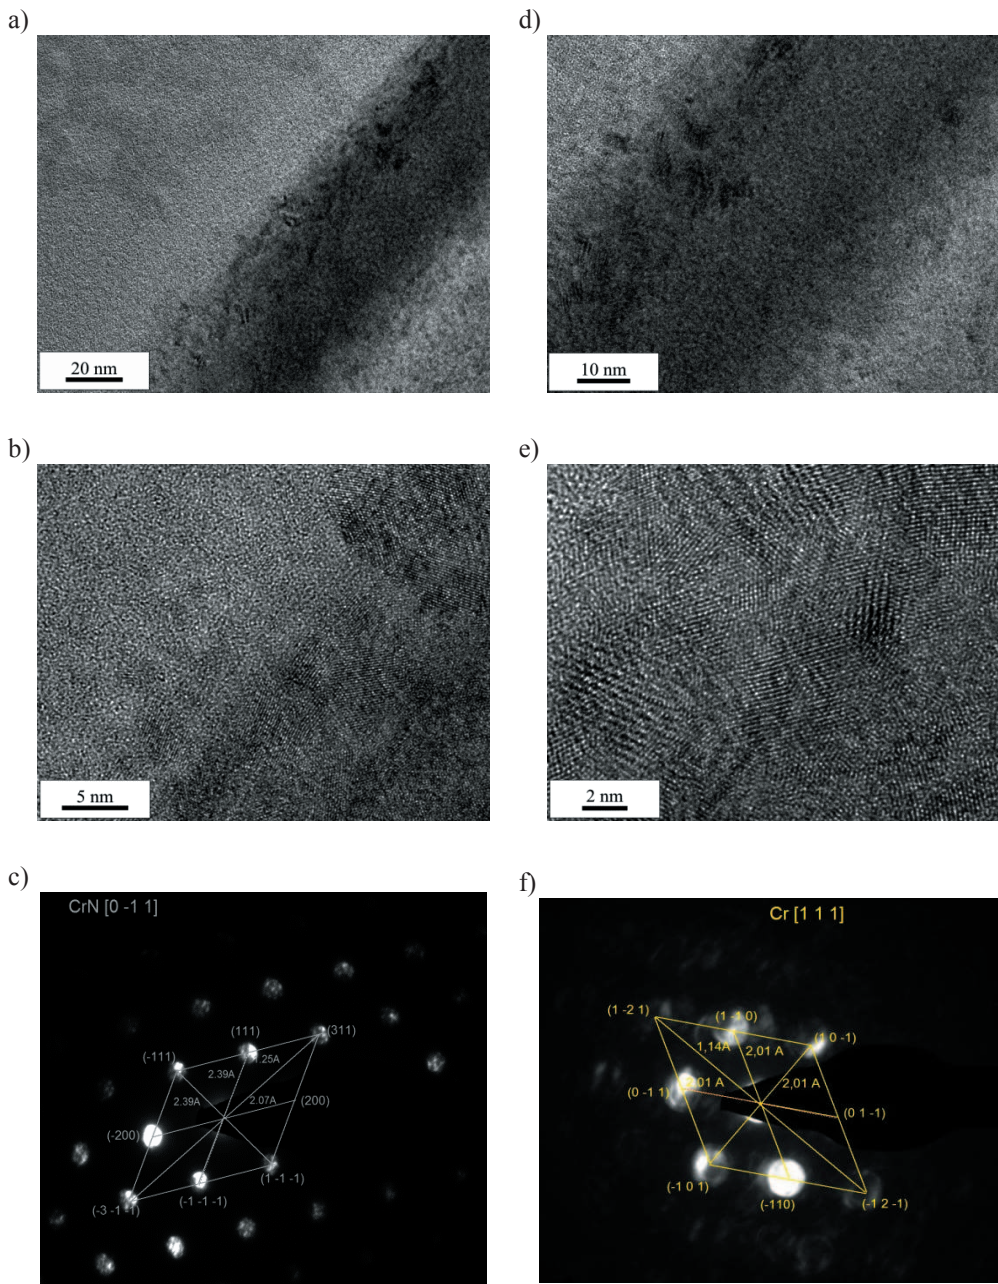 a)
d)
20 nm
10 nm
b)
e)
5 nm
2 nm
c)
f)
CrN [0 -1 1]
Cr [1 1 1]
(111)
(311)
(-111)
1.25A
2.39A
2.39A
2.07A
(200)
(-200)
(1 -1 -1)
(-1 -1 -1)
(-3 -1 -1)
(1 -2 1)
(1 -1 0)
(1 0 -1)
1,14A
2,01 A
2,01 A
(0 -1 1)
2,01 A
(0 1 -1)
(-1 0 1)
(-110)
(-1 2 -1)